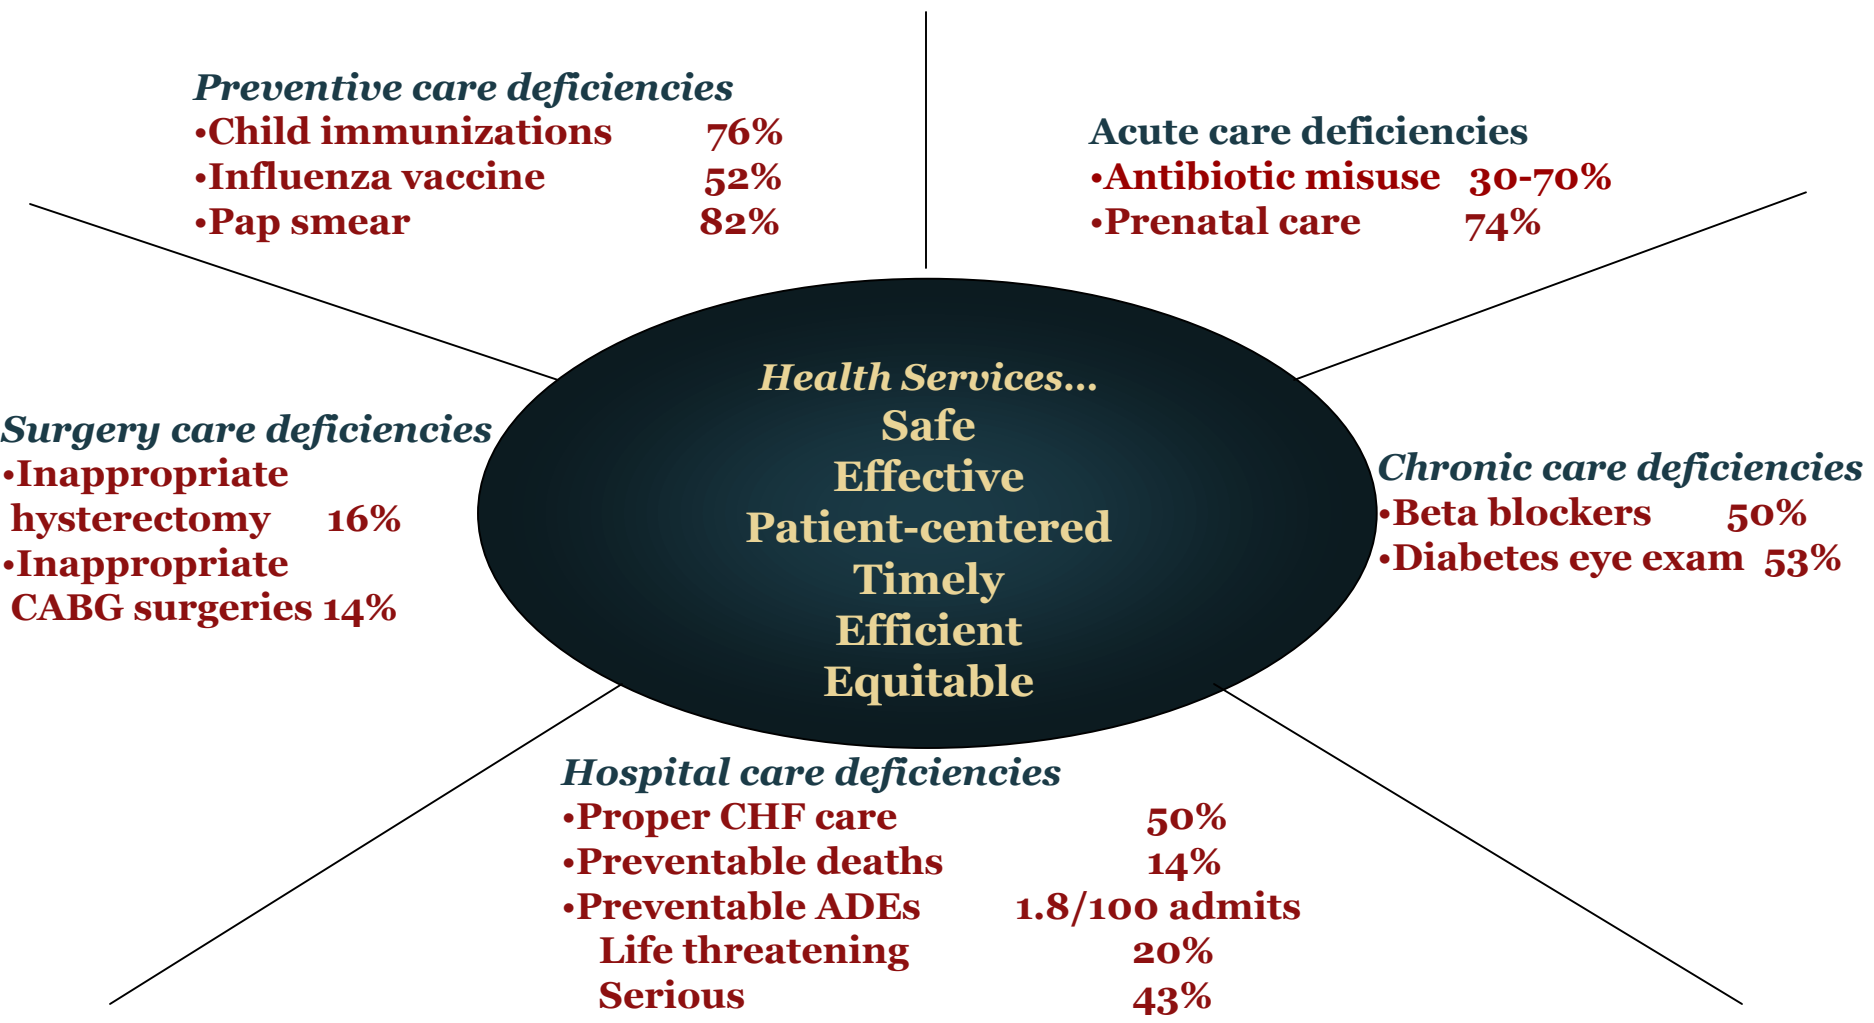 Preventive care deficiencies
•Child immunizations 76%
•Influenza vaccine 52%
•Pap smear 82%
Acute care deficiencies
•Antibiotic misuse 30-70%
•Prenatal care 74%
Health Services...
Safe
Effective
Patient-centered
Timely
Efficient
Equitable
Surgery care deficiencies
•Inappropriate
hysterectomy 16%
•Inappropriate
CABG surgeries 14%
Chronic care deficiencies
•Beta blockers 50%
•Diabetes eye exam 53%
Hospital care deficiencies
•Proper CHF care 50%
•Preventable deaths 14%
•Preventable ADEs 1.8/100 admits
Life threatening 20%
Serious 43%